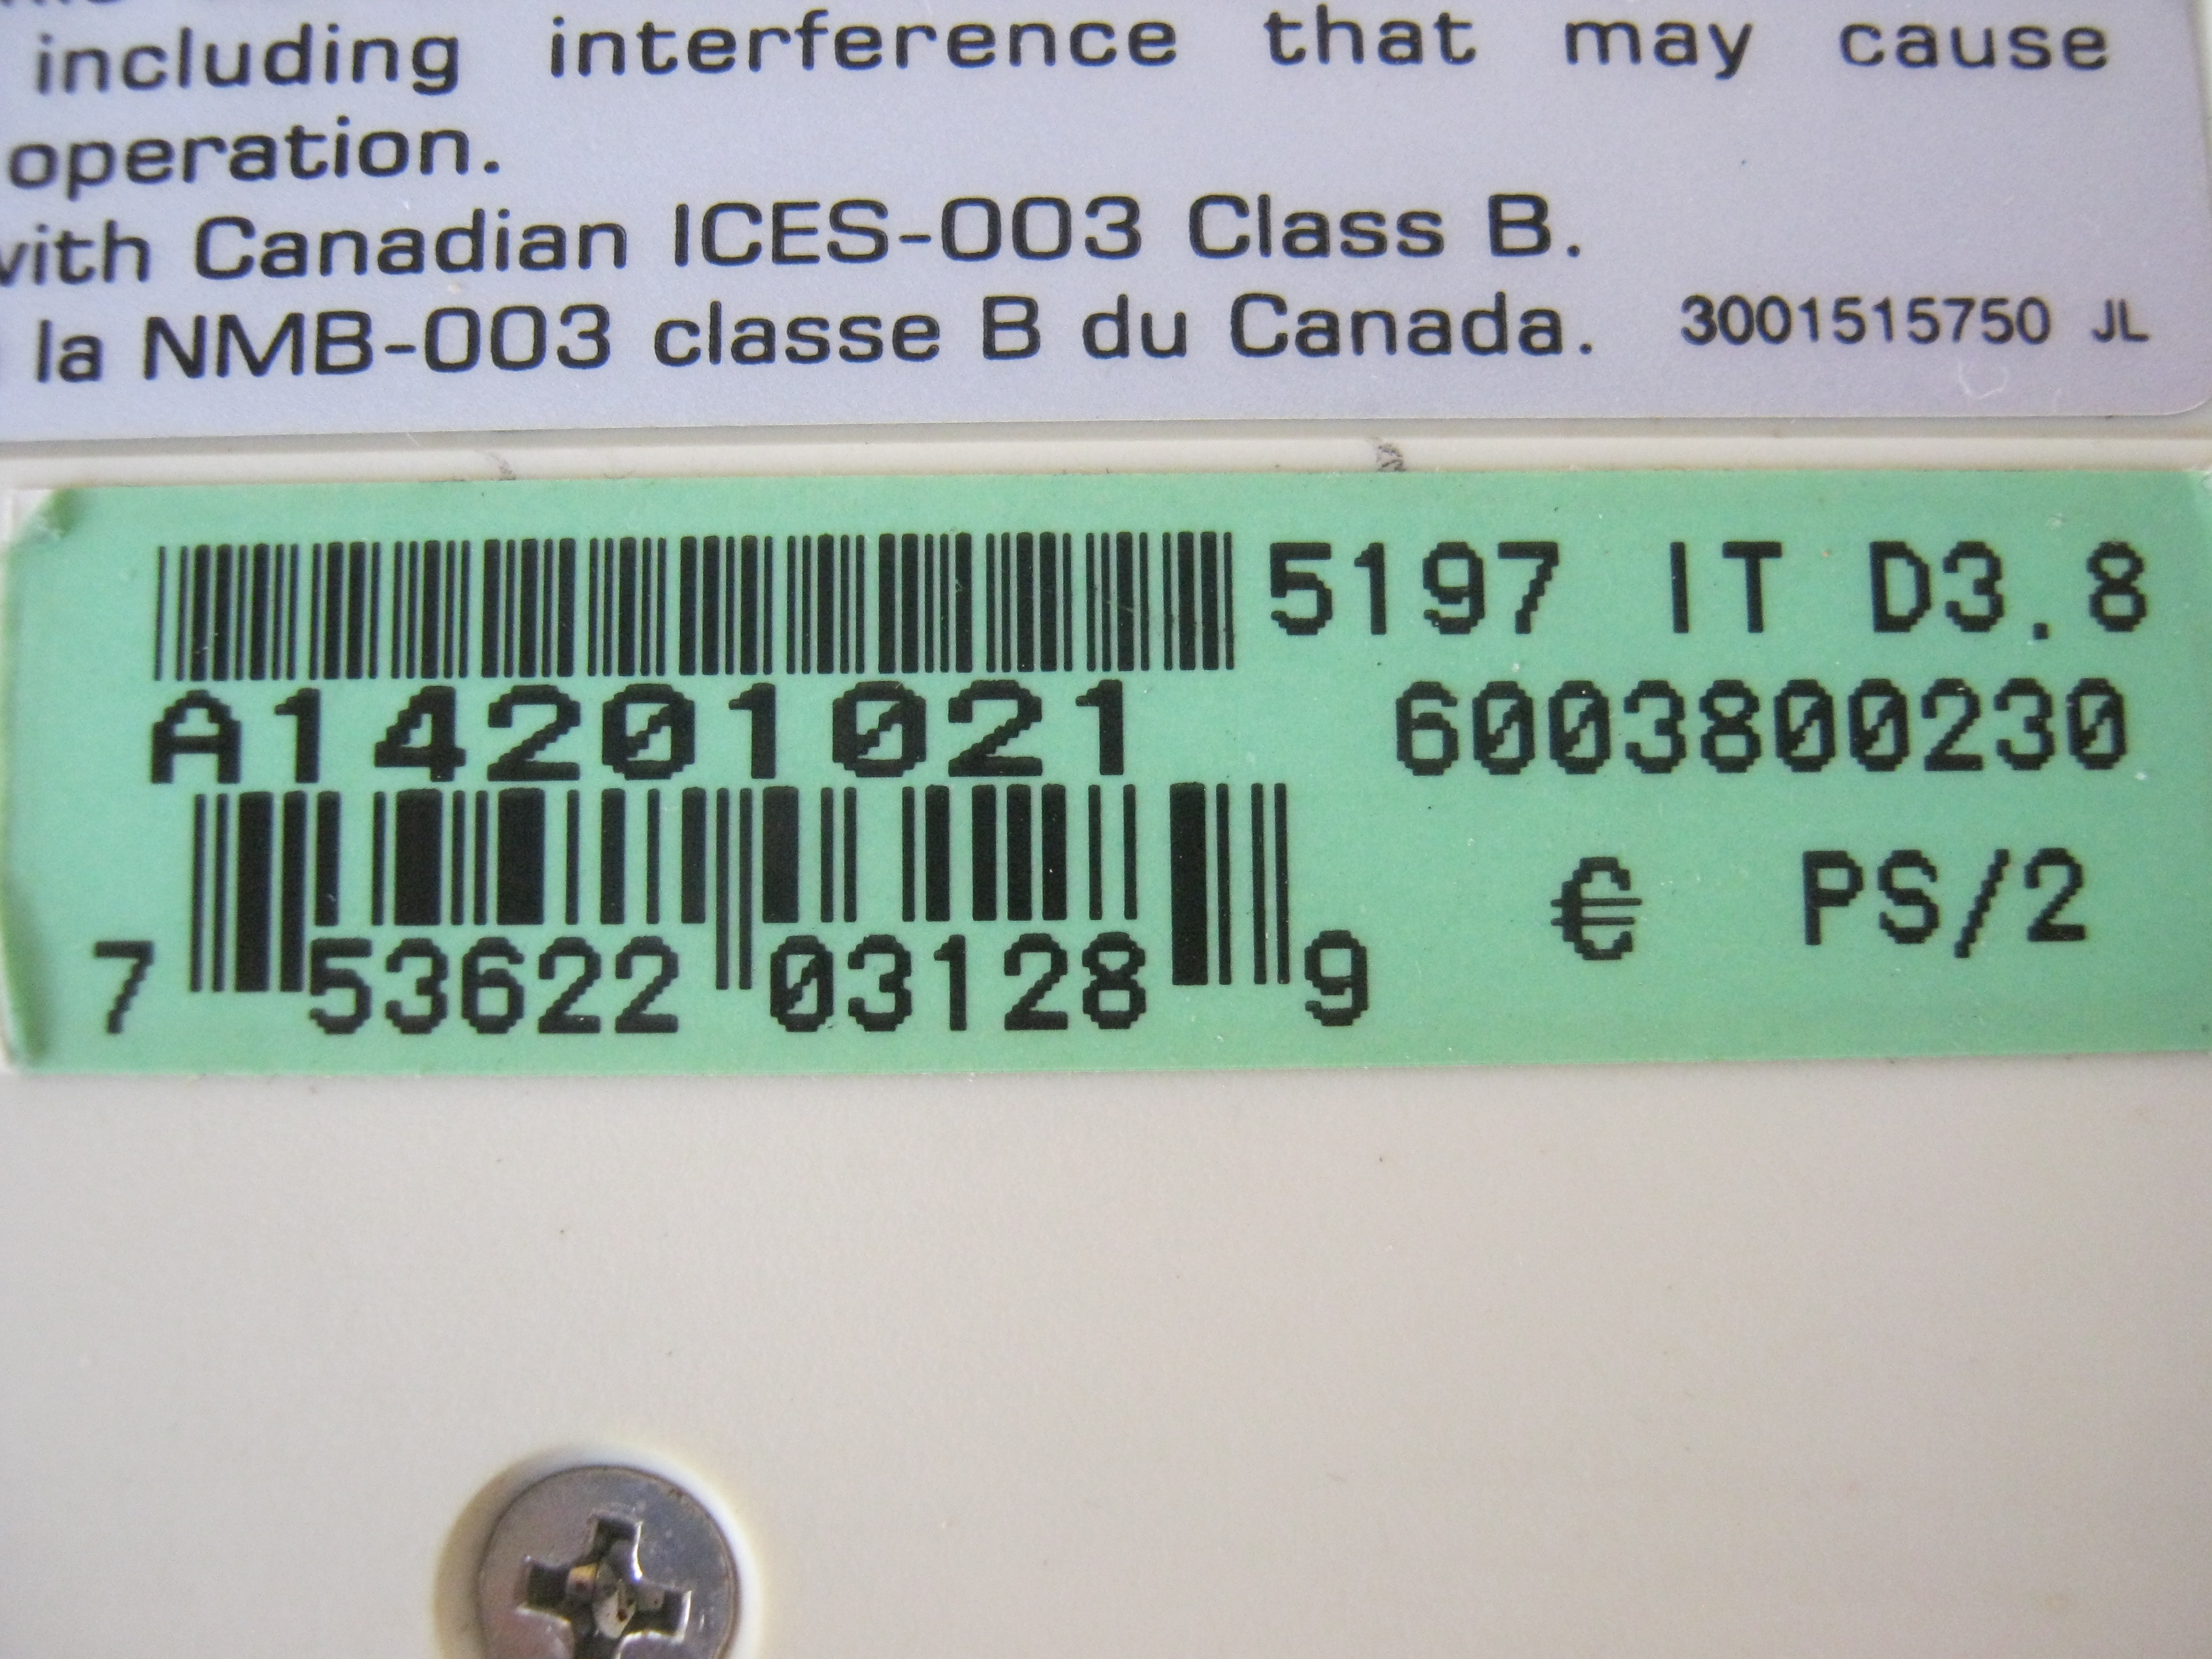 including interference that may cause
operation.
with Canadian ICES-003 Class B.
la NMB-003 classe B du Canada. 3001515750 JL
5197 IT D3.8
A14201021 6003800230
€ PS/2
7 53622 03128 9